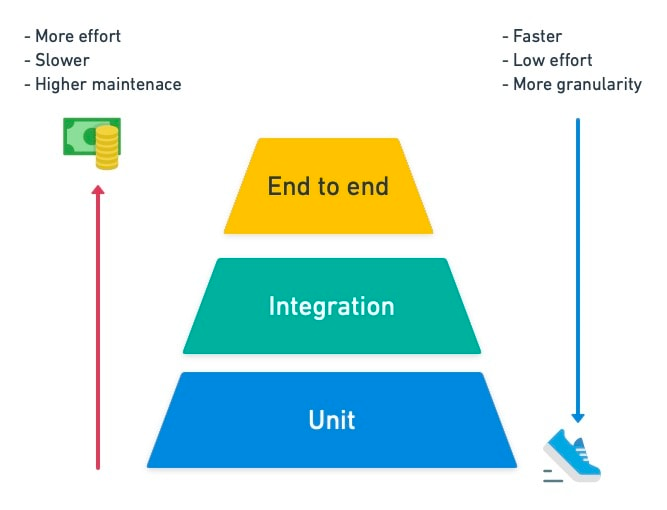 - More effort
- Slower
- Higher maintenace
- Faster
- Low effort
- More granularity
End to end
Integration
Unit